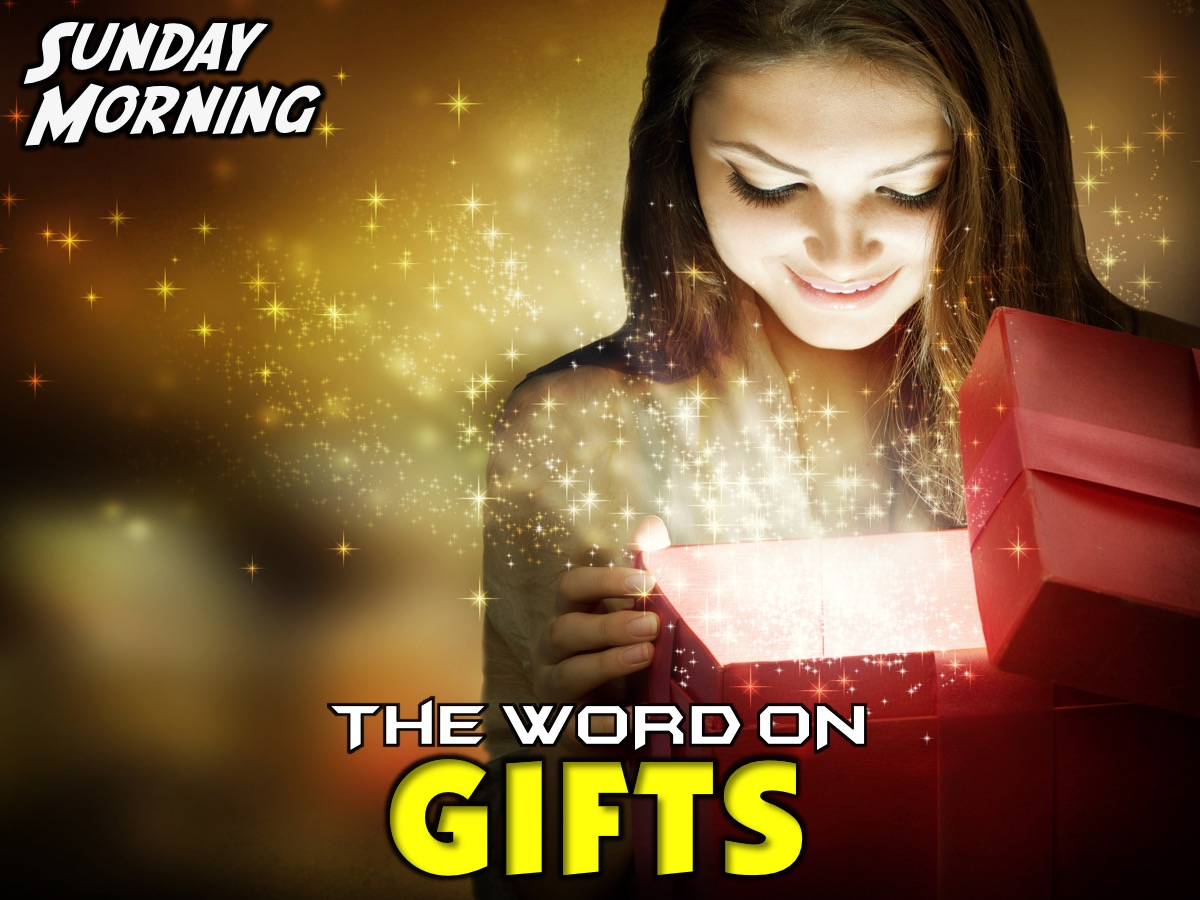 Sunday
Morning
THE WORD ON
GIFTS